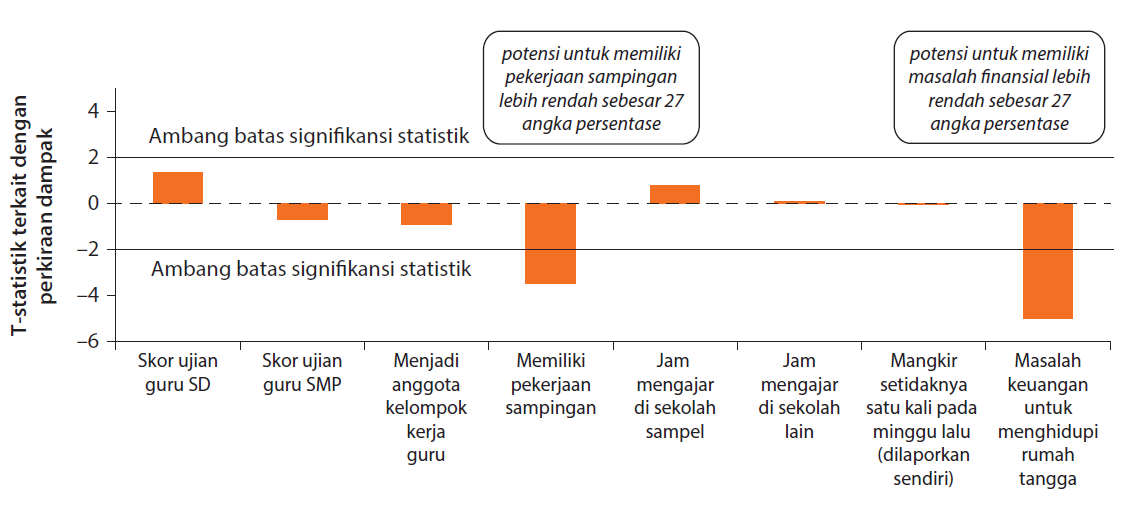 potensi untuk memiliki
pekerjaan sampingan
lebih rendah sebesar 27
angka persentase
potensi untuk memiliki
masalah finansial lebih
rendah sebesar 27
angka persentase
T-statistik terkait dengan
perkiraan dampak
4
2
0
–2
–4
–6
Ambang batas signifikansi statistik
Ambang batas signifikansi statistik
Skor ujian
guru SD
Skor ujian
guru SMP
Menjadi
anggota
kelompok
kerja
guru
Memiliki
pekerjaan
sampingan
Jam
mengajar
di sekolah
sampel
Jam
mengajar
di sekolah
lain
Mangkir
setidaknya
satu kali pada
minggu lalu
(dilaporkan
sendiri)
Masalah
keuangan
untuk
menghidupi
rumah
tangga